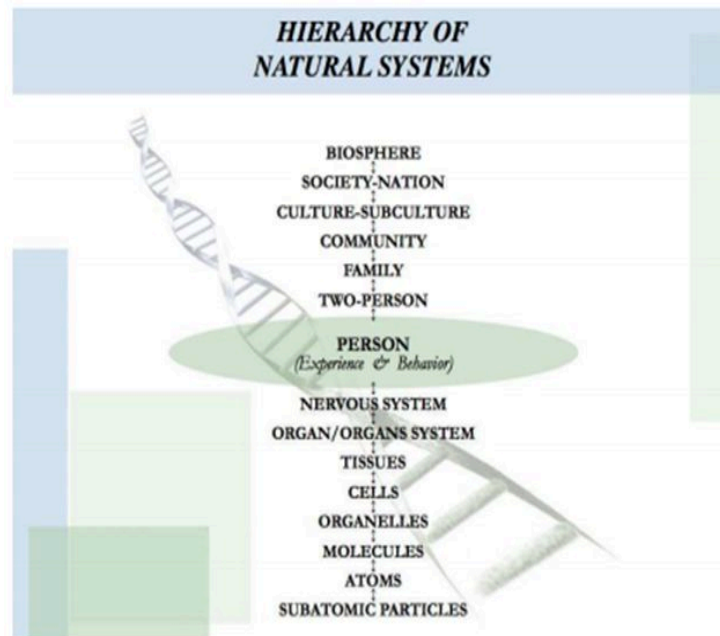 HIERARCHY OF
NATURAL SYSTEMS
BIOSPHERE
SOCIETY-NATION
CULTURE-SUBCULTURE
COMMUNITY
FAMILY
TWO-PERSON
PERSON
(Experience & Behavior)
NERVOUS SYSTEM
ORGAN/ORGANS SYSTEM
TISSUES
CELLS
ORGANELLES
MOLECULES
ATOMS
SUBATOMIC PARTICLES